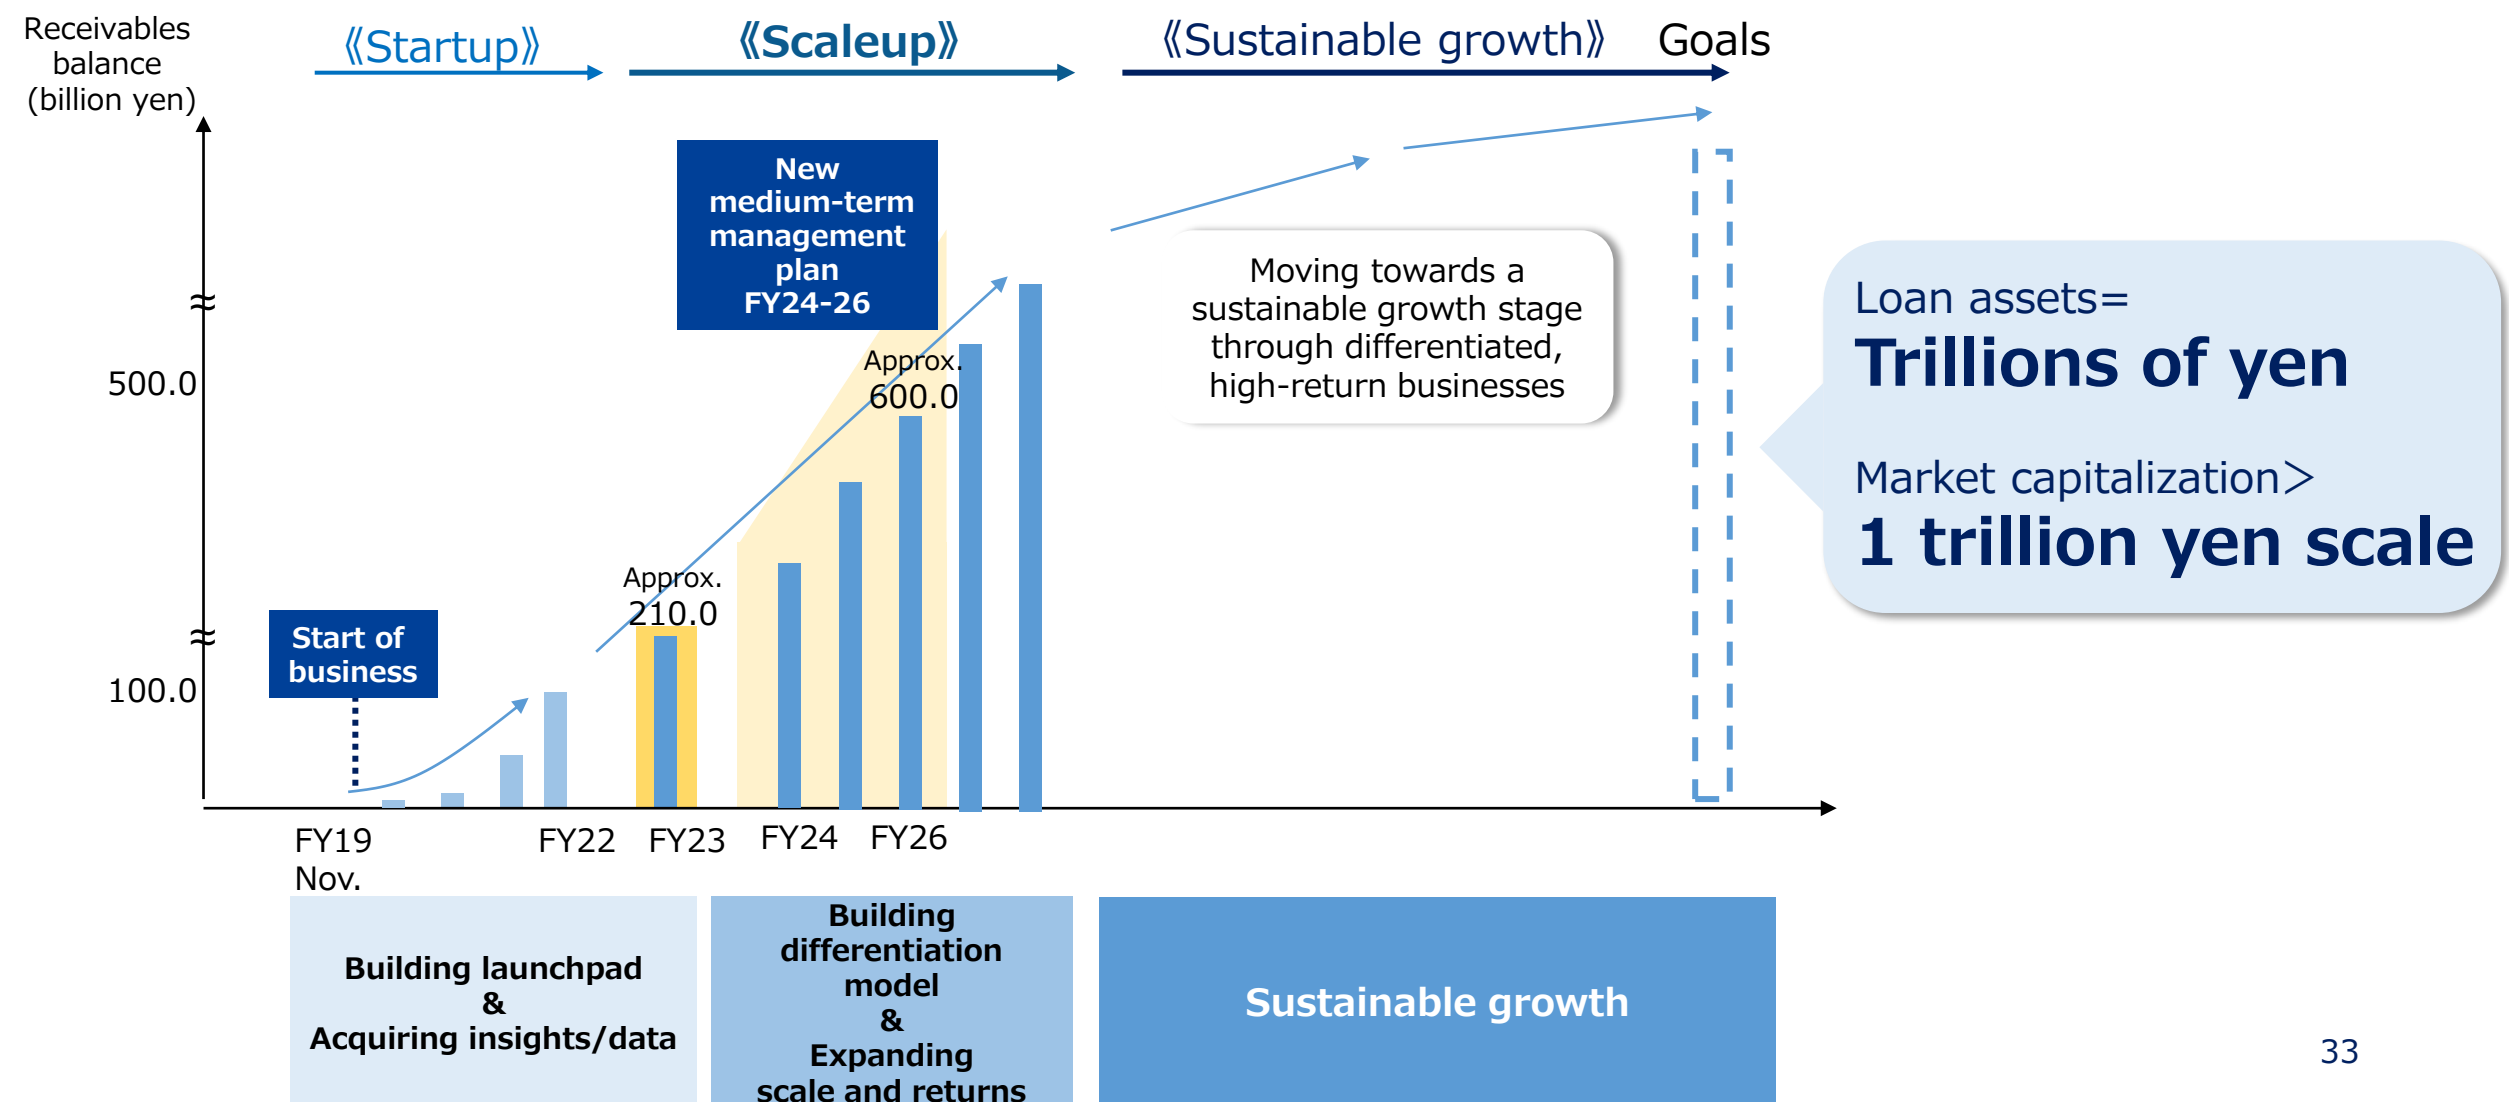 Receivables
balance
(billion yen)
《Startup》
《Scaleup》
《Sustainable growth》
Goals
New
medium-term
management
plan
FY24-26
≈
500.0
≈
100.0
Start of
business
Approx.
210.0
Approx.
600.0
Moving towards a
sustainable growth stage
through differentiated,
high-return businesses
Loan assets=
Trillions of yen
Market capitalization＞
1 trillion yen scale
FY19
Nov.
FY22
FY23
FY24
FY26
Building launchpad
&
Acquiring insights/data
Building
differentiation
model
&
Expanding
scale and returns
Sustainable growth
33